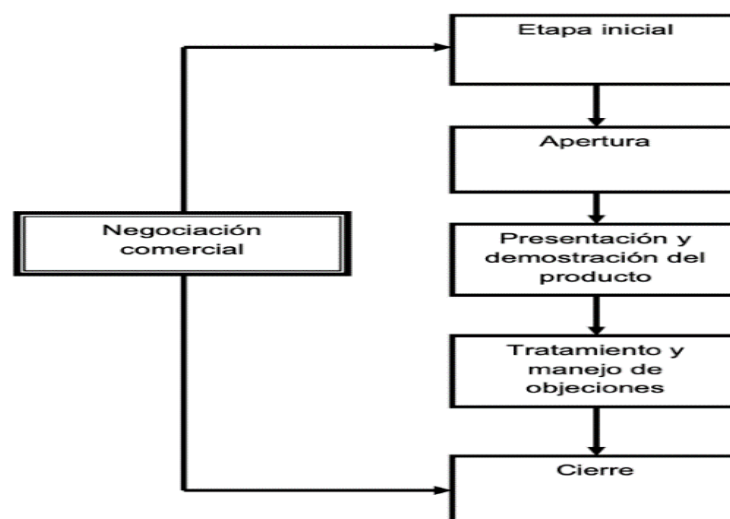 Etapa inicial
Apertura
Negociación
comercial
Presentación y
demostración del
producto
Tratamiento y
manejo de
objeciones
Cierre